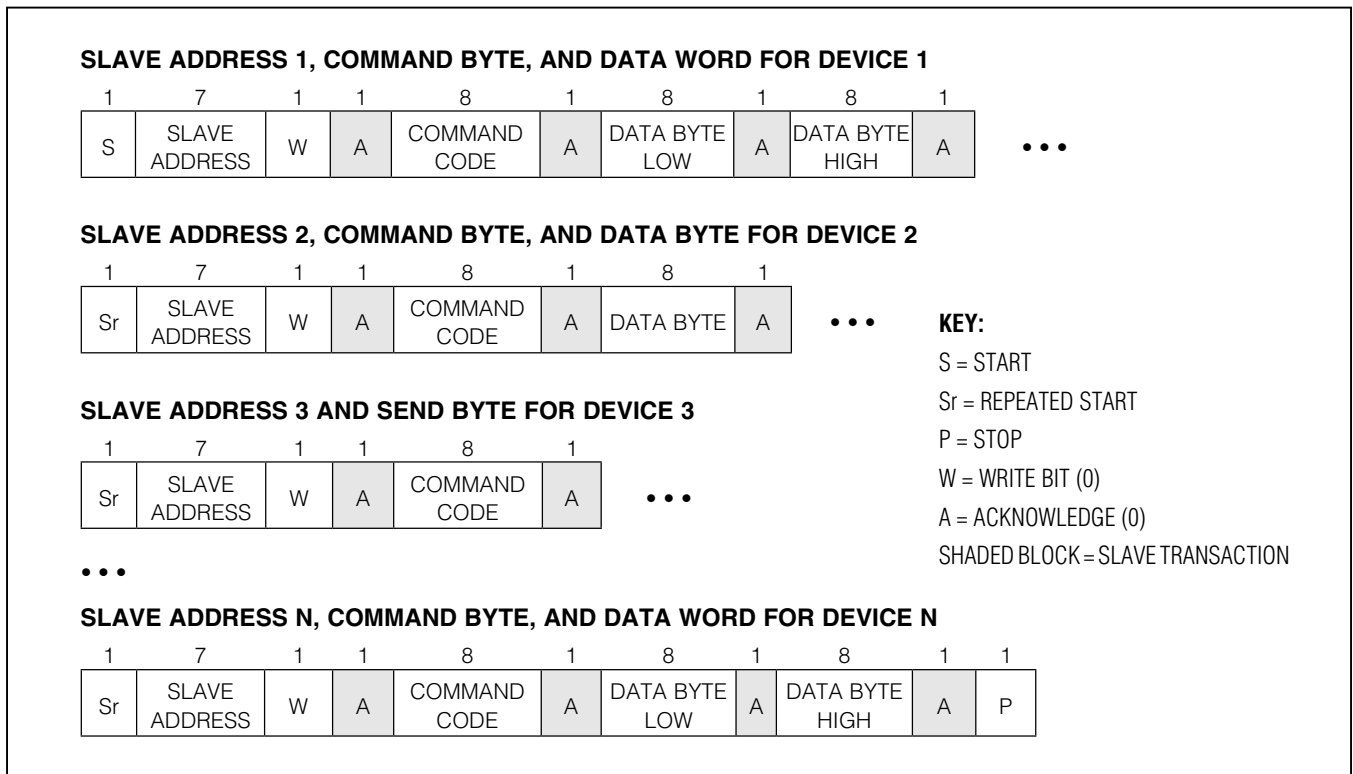 SLAVE ADDRESS 1, COMMAND BYTE, AND DATA WORD FOR DEVICE 1
1 7 1 1 8 1 8 1 8 1
S SLAVE ADDRESS W A COMMAND CODE A DATA BYTE LOW A DATA BYTE HIGH A •••
SLAVE ADDRESS 2, COMMAND BYTE, AND DATA BYTE FOR DEVICE 2
1 7 1 1 8 1 8 1
Sr SLAVE ADDRESS W A COMMAND CODE A DATA BYTE A •••
SLAVE ADDRESS 3 AND SEND BYTE FOR DEVICE 3
1 7 1 1 8 1
Sr SLAVE ADDRESS W A COMMAND CODE A •••
•••
SLAVE ADDRESS N, COMMAND BYTE, AND DATA WORD FOR DEVICE N
1 7 1 1 8 1 8 1 8 1 1
Sr SLAVE ADDRESS W A COMMAND CODE A DATA BYTE LOW A DATA BYTE HIGH A P
KEY:
S = START
Sr = REPEATED START
P = STOP
W = WRITE BIT (0)
A = ACKNOWLEDGE (0)
SHADED BLOCK = SLAVE TRANSACTION